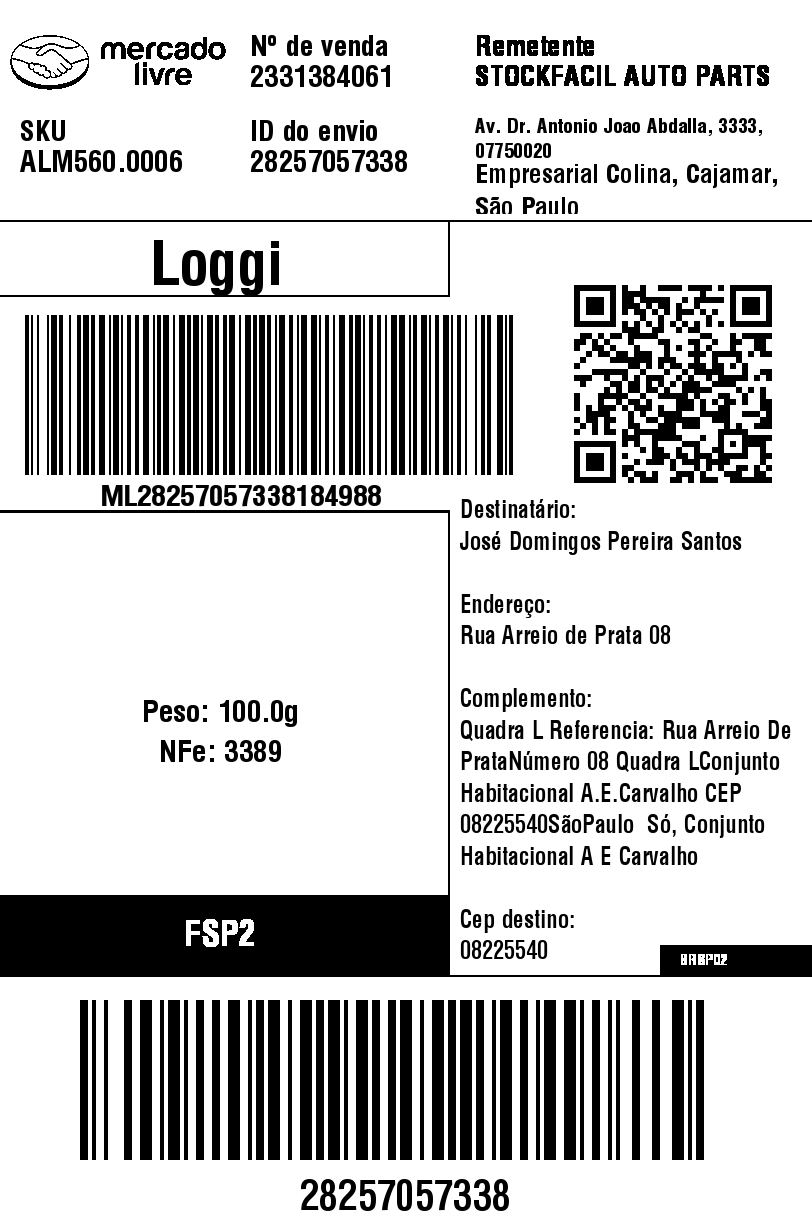 mercado
livre
Nº de venda
2331384061
Remetente
STOCKFACIL AUTO PARTS
SKU
ALM560.0006
ID do envio
28257057338
Av. Dr. Antonio Joao Abdalla, 3333,
07750020
Empresarial Colina, Cajamar,
São Paulo
Loggi
ML28257057338184988
Destinatário:
José Domingos Pereira Santos
Endereço:
Rua Arreio de Prata 08
Complemento:
Quadra L Referencia: Rua Arreio De
PrataNúmero 08 Quadra LConjunto
Habitacional A.E.Carvalho CEP
08225540SãoPaulo  Só, Conjunto
Habitacional A E Carvalho
Peso: 100.0g
NFe: 3389
FSP2
Cep destino:
08225540
28257057338